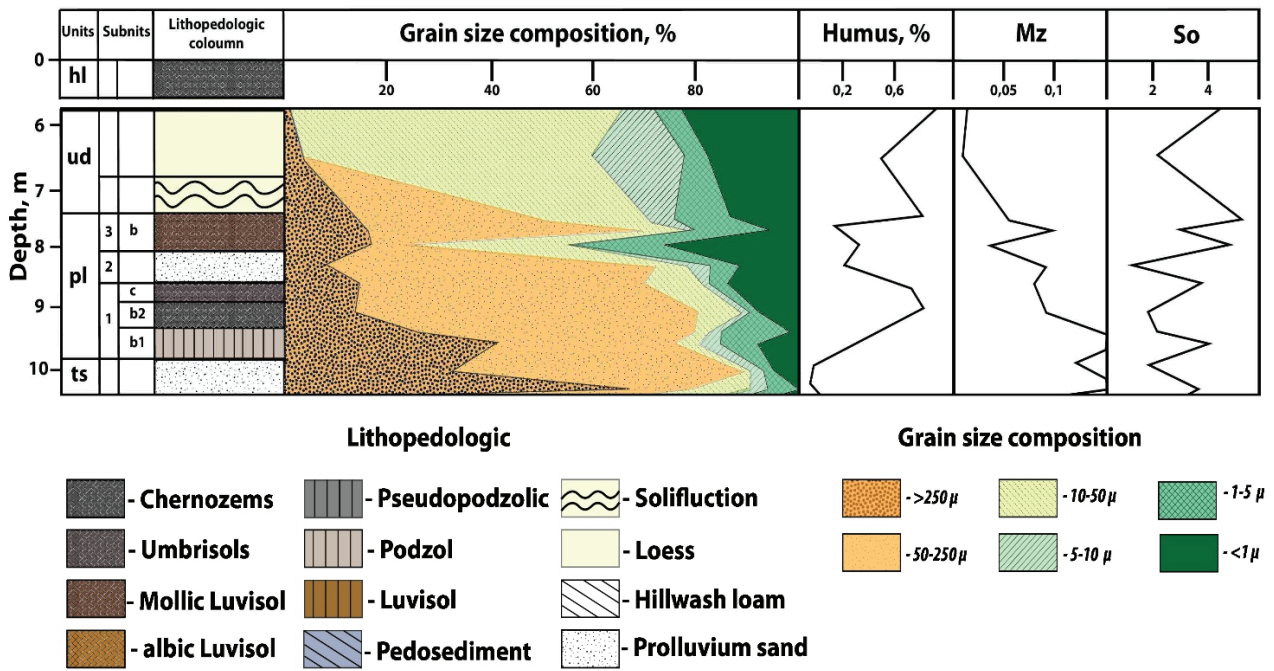 Units Subnits Lithopedologic coloumn Grain size composition, % Humus, % Mz So
0 hl 20 40 60 80 0,2 0,6 0,05 0,1 2 4
Depth, m
6
ud
7
3 b
8
pl
2
c
9
1 b2
b1
10
ts
Lithopedologic
- Chernozems
- Umbrisols
- Mollic Luvisol
- albic Luvisol
- Pseudopodzolic
- Podzol
- Luvisol
- Pedosediment
- Solifluction
- Loess
- Hillwash loam
- Prolluvium sand
Grain size composition
- >250 µ
- 50-250 µ
- 10-50 µ
- 5-10 µ
- 1-5 µ
- <1 µ